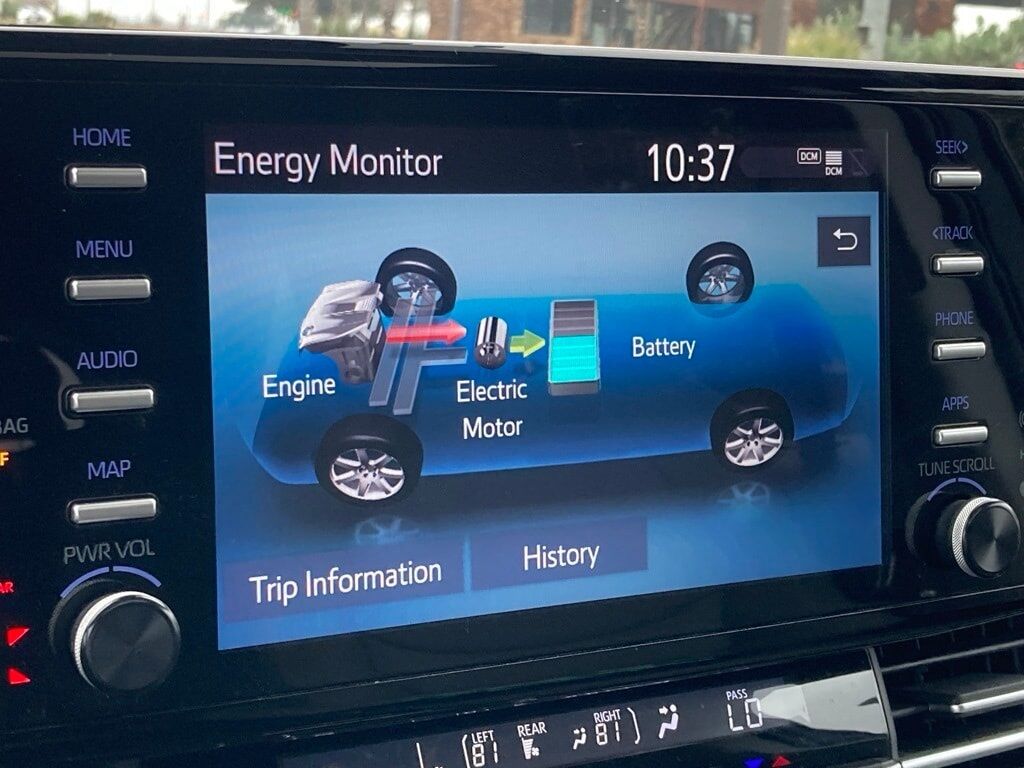 HOME
MENU
AUDIO
MAP
PWR VOL
Energy Monitor
10:37
DCM
DCM
Engine
Electric
Motor
Battery
Trip Information
History
SEEK>
<TRACK
PHONE
APPS
TUNE SCROLL
LEFT
81
REAR
RIGHT
81
PASS
LO